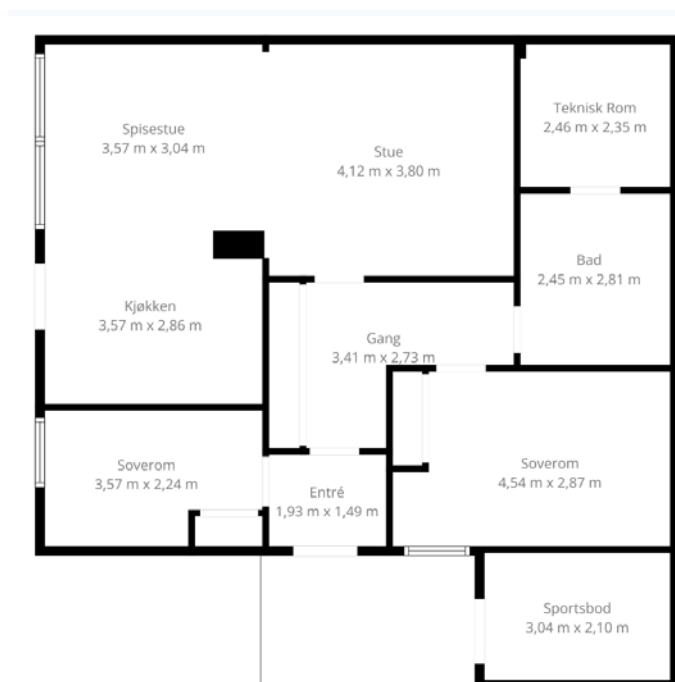 Spisestue
3,57 m x 3,04 m
Stue
4,12 m x 3,80 m
Teknisk Rom
2,46 m x 2,35 m
Bad
2,45 m x 2,81 m
Kjøkken
3,57 m x 2,86 m
Gang
3,41 m x 2,73 m
Soverom
3,57 m x 2,24 m
Entré
1,93 m x 1,49 m
Soverom
4,54 m x 2,87 m
Sportsbod
3,04 m x 2,10 m